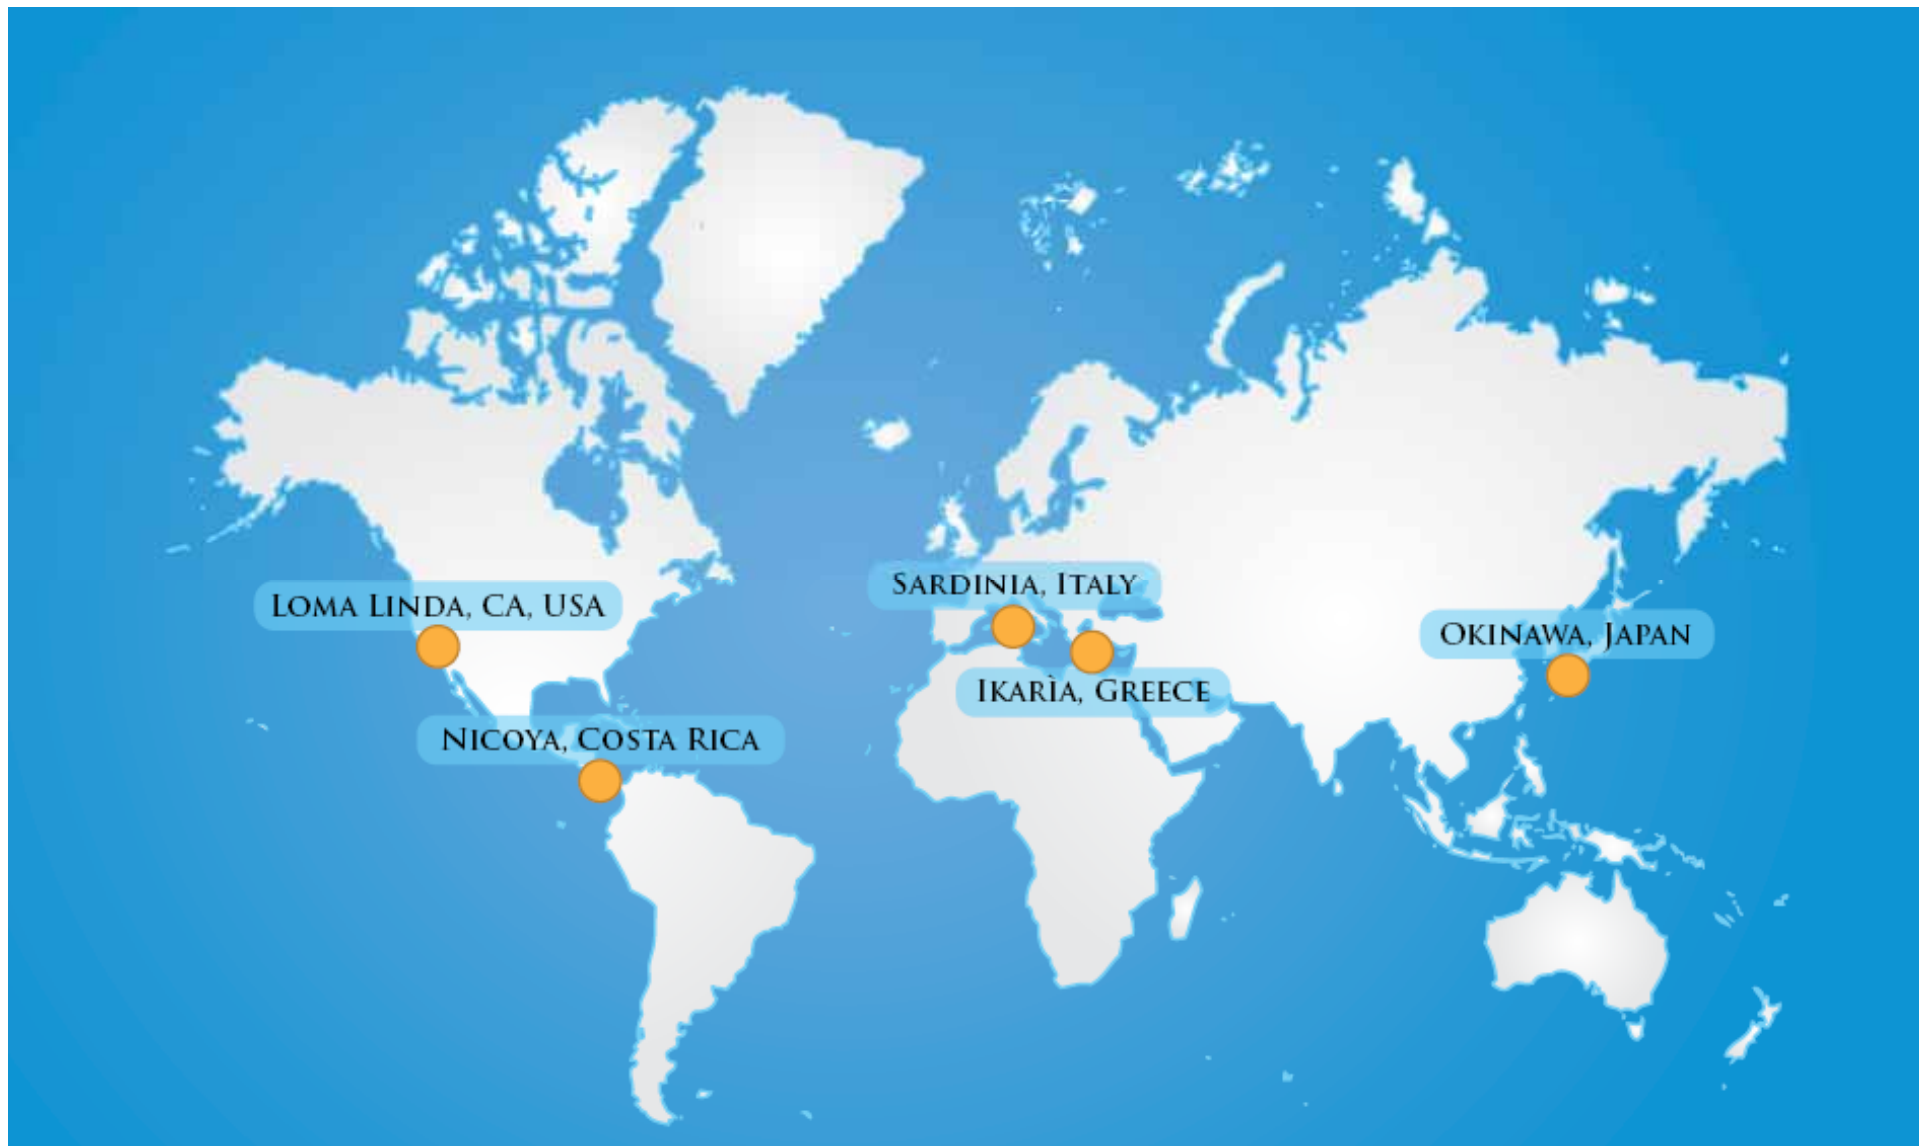 Sardinia, Italy
Loma Linda, CA, USA
Okinawa, Japan
Ikarìa, Greece
Nicoya, Costa Rica